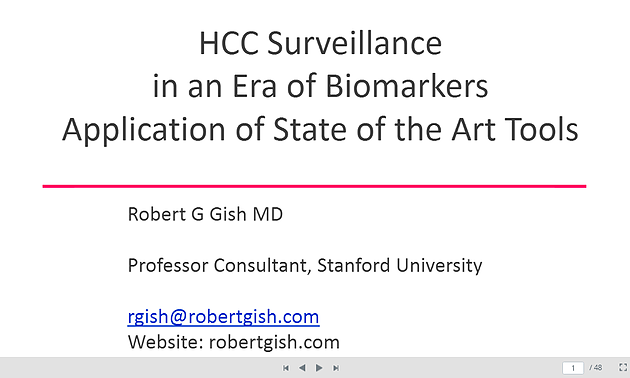 HCC Surveillance
in an Era of Biomarkers
Application of State of the Art Tools
Robert G Gish MD
Professor Consultant, Stanford University
rgish@robertgish.com
Website: robertgish.com
1 / 48